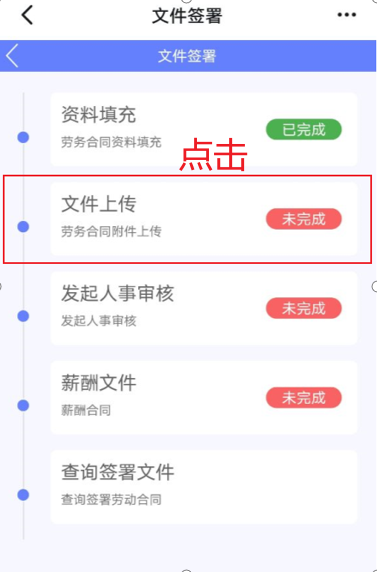 文件签署
文件签署
资料填充
已完成
劳务合同资料填充
点击
文件上传
未完成
劳务合同附件上传
发起人事审核
未完成
发起人事审核
薪酬文件
未完成
薪酬合同
查询签署文件
查询签署劳动合同